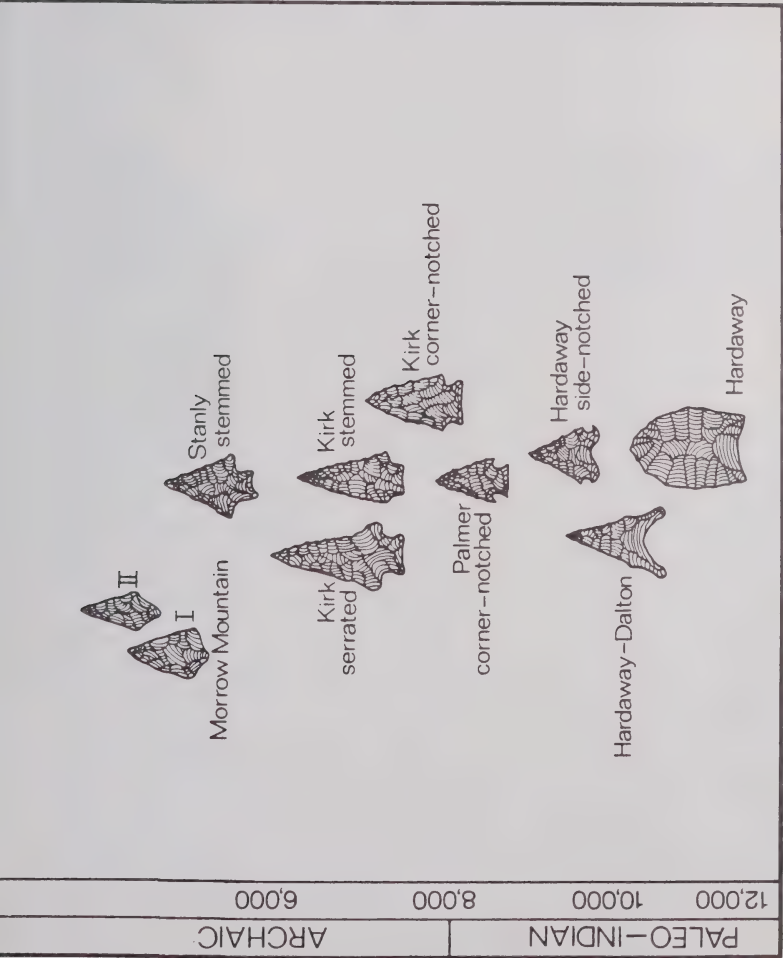 II
I
Morrow Mountain
Stanly
stemmed
Kirk
serrated
Kirk
stemmed
Kirk
corner-notched
Palmer
corner-notched
Hardaway
side-notched
Hardaway-Dalton
Hardaway
6,000
8,000
10,000
12,000
ARCHAIC
PALEO-INDIAN